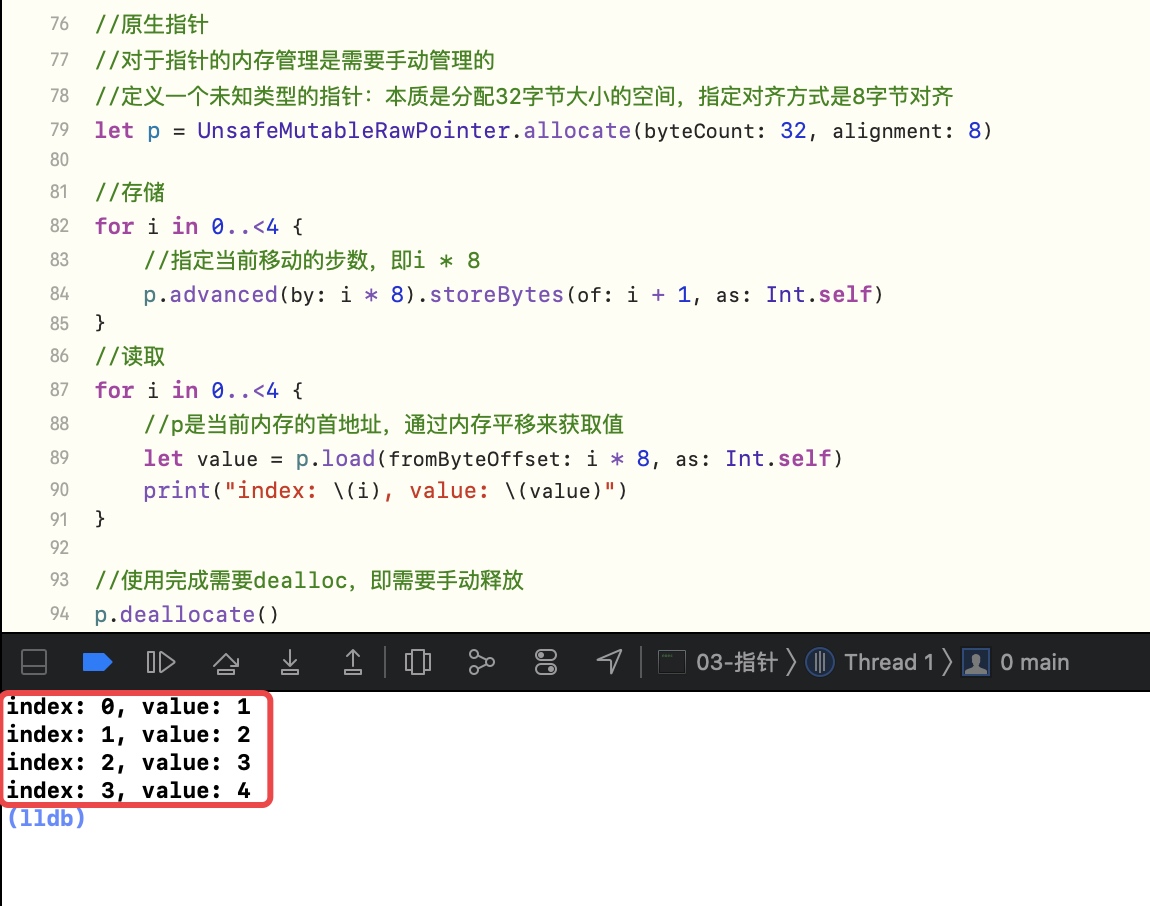 76 //原生指针
77 //对于指针的内存管理是需要手动管理的
78 //定义一个未知类型的指针：本质是分配32字节大小的空间，指定对齐方式是8字节对齐
79 let p = UnsafeMutableRawPointer.allocate(byteCount: 32, alignment: 8)
80
81 //存储
82 for i in 0..<4 {
83     //指定当前移动的步数，即i * 8
84     p.advanced(by: i * 8).storeBytes(of: i + 1, as: Int.self)
85 }
86 //读取
87 for i in 0..<4 {
88     //p是当前内存的首地址，通过内存平移来获取值
89     let value = p.load(fromByteOffset: i * 8, as: Int.self)
90     print("index: \(i), value: \(value)")
91 }
92
93 //使用完成需要dealloc，即需要手动释放
94 p.deallocate()
03-指针 〉 Thread 1 〉 0 main
index: 0, value: 1
index: 1, value: 2
index: 2, value: 3
index: 3, value: 4
(lldb)